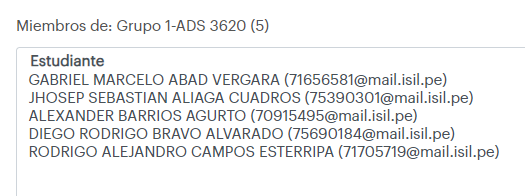 Miembros de: Grupo 1-ADS 3620 (5)
Estudiante
GABRIEL MARCELO ABAD VERGARA (71656581@mail.isil.pe)
JHOSEP SEBASTIAN ALIAGA CUADROS (75390301@mail.isil.pe)
ALEXANDER BARRIOS AGURTO (70915495@mail.isil.pe)
DIEGO RODRIGO BRAVO ALVARADO (75690184@mail.isil.pe)
RODRIGO ALEJANDRO CAMPOS ESTERRIPA (71705719@mail.isil.pe)